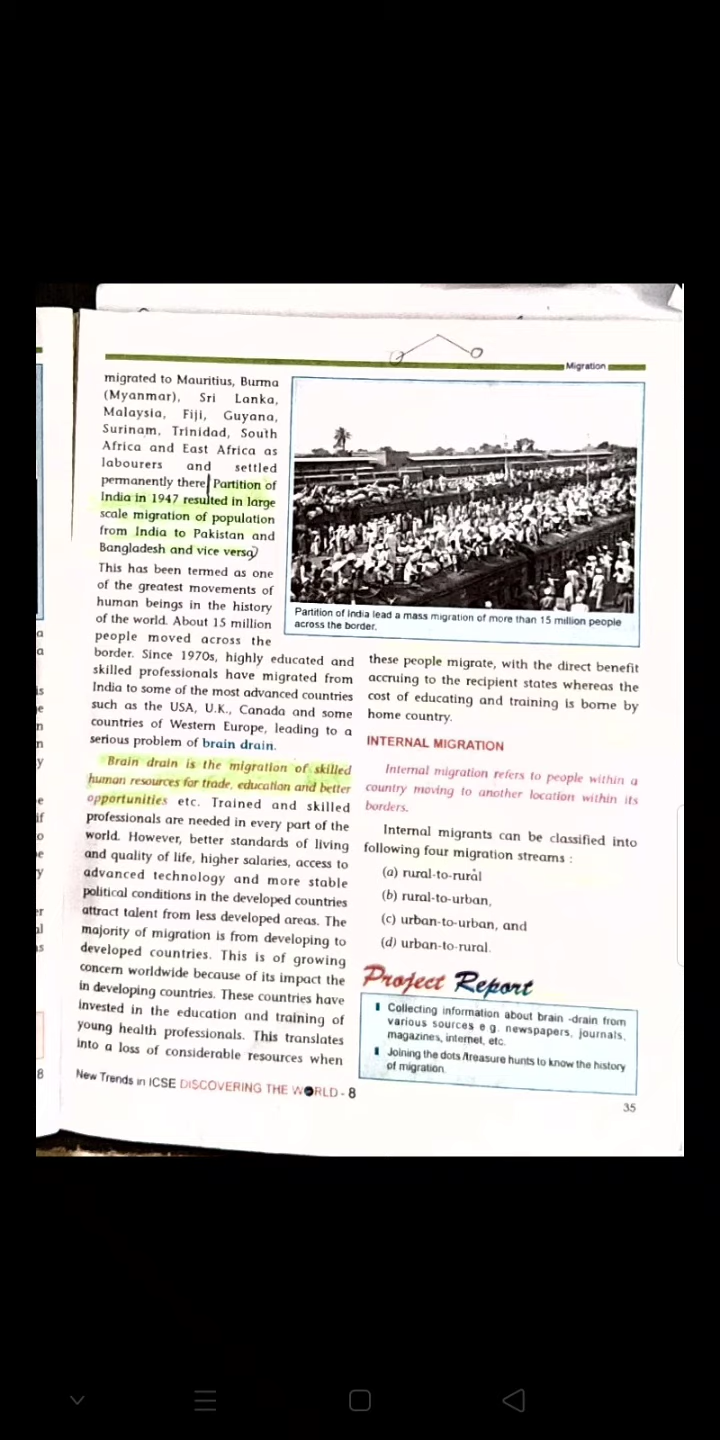 Migration
migrated to Mauritius, Burma
(Myanmar), Sri Lanka,
Malaysia, Fiji, Guyana,
Surinam, Trinidad, South
Africa and East Africa as
labourers and settled
permanently there. Partition of
India in 1947 resulted in large
scale migration of population
from India to Pakistan and
Bangladesh and vice versa
This has been termed as one
of the greatest movements of
human beings in the history
of the world. About 15 million
people moved across the
border. Since 1970s, highly educated and
skilled professionals have migrated from
India to some of the most advanced countries
such as the USA, U.K., Canada and some
countries of Western Europe, leading to a
serious problem of brain drain.
Brain drain is the migration of skilled
human resources for trade, education and better
opportunities etc. Trained and skilled
professionals are needed in every part of the
world. However, better standards of living
and quality of life, higher salaries, access to
advanced technology and more stable
political conditions in the developed countries
attract talent from less developed areas. The
majority of migration is from developing to
developed countries. This is of growing
concern worldwide because of its impact the
in developing countries. These countries have
invested in the education and training of
young health professionals. This translates
into a loss of considerable resources when
Partition of India lead a mass migration of more than 15 million people
across the border.
these people migrate, with the direct benefit
accruing to the recipient states whereas the
cost of educating and training is borne by
home country.
INTERNAL MIGRATION
Internal migration refers to people within a
country moving to another location within its
borders.
Internal migrants can be classified into
following four migration streams :
(a) rural-to-rural
(b) rural-to-urban,
(c) urban-to-urban, and
(d) urban-to-rural.
Project Report
Collecting information about brain -drain from
various sources e g. newspapers, journals,
magazines, internet, etc.
Joining the dots /treasure hunts to know the history
of migration.
New Trends in ICSE DISCOVERING THE WORLD - 8
35
8